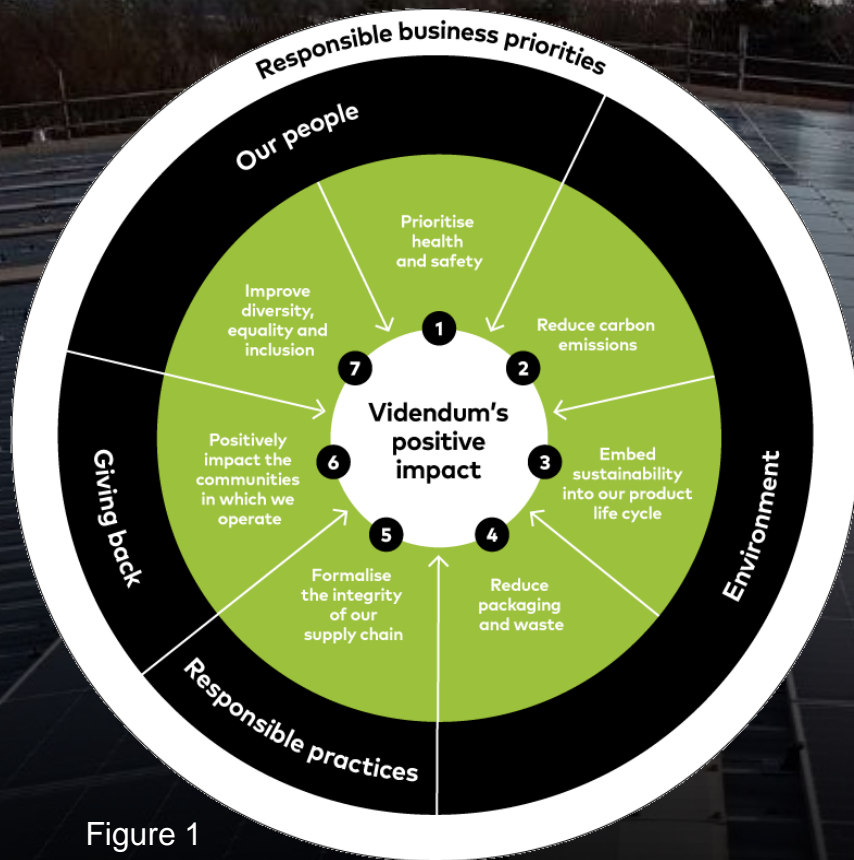 Responsible business priorities
Our people
Environment
Responsible practices
Giving back
Videndum's
positive
impact
1
Prioritise
health
and safety
2
Reduce carbon
emissions
3
Embed
sustainability
into our product
life cycle
4
Reduce
packaging
and waste
5
Formalise
the integrity
of our
supply chain
6
Positively
impact the
communities
in which we
operate
7
Improve
diversity,
equality and
inclusion
Figure 1